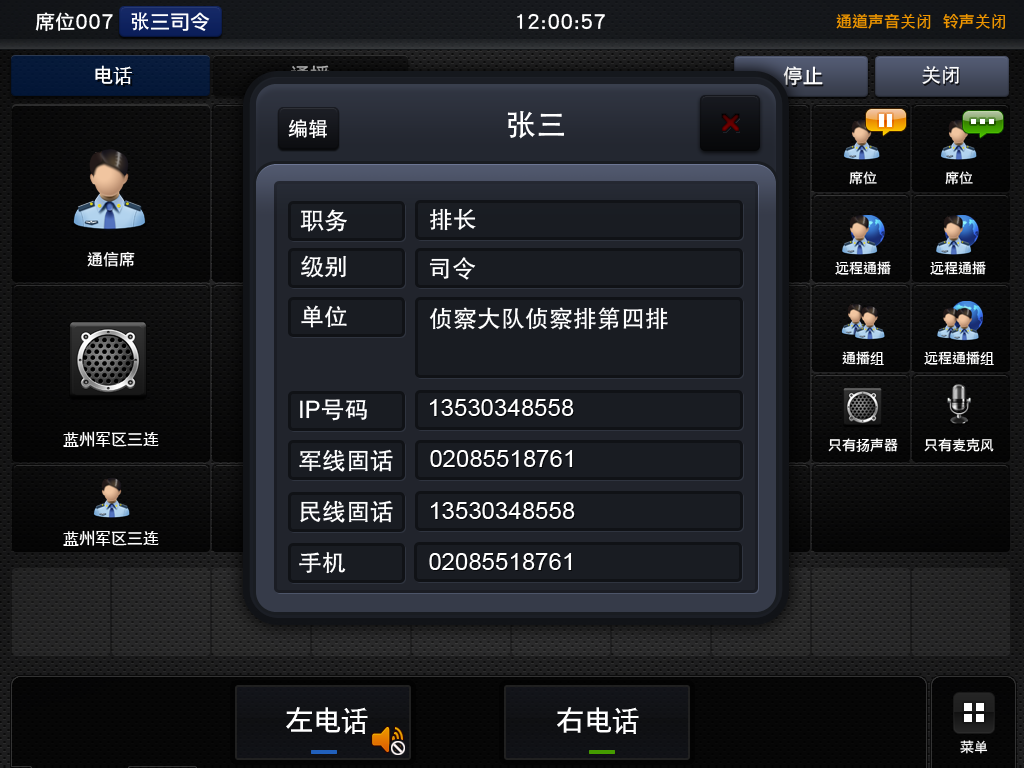 席位007 张三司令 12:00:57 通道声音关闭 铃声关闭
电话 通播 停止 关闭
编辑 张三
职务 排长
级别 司令
单位 侦察大队侦察排第四排
IP号码 13530348558
军线固话 02085518761
民线固话 13530348558
手机 02085518761
通信席
蓝州军区三连
蓝州军区三连
席位 席位
远程通播 远程通播
通播组 远程通播组
只有扬声器 只有麦克风
左电话 右电话 菜单